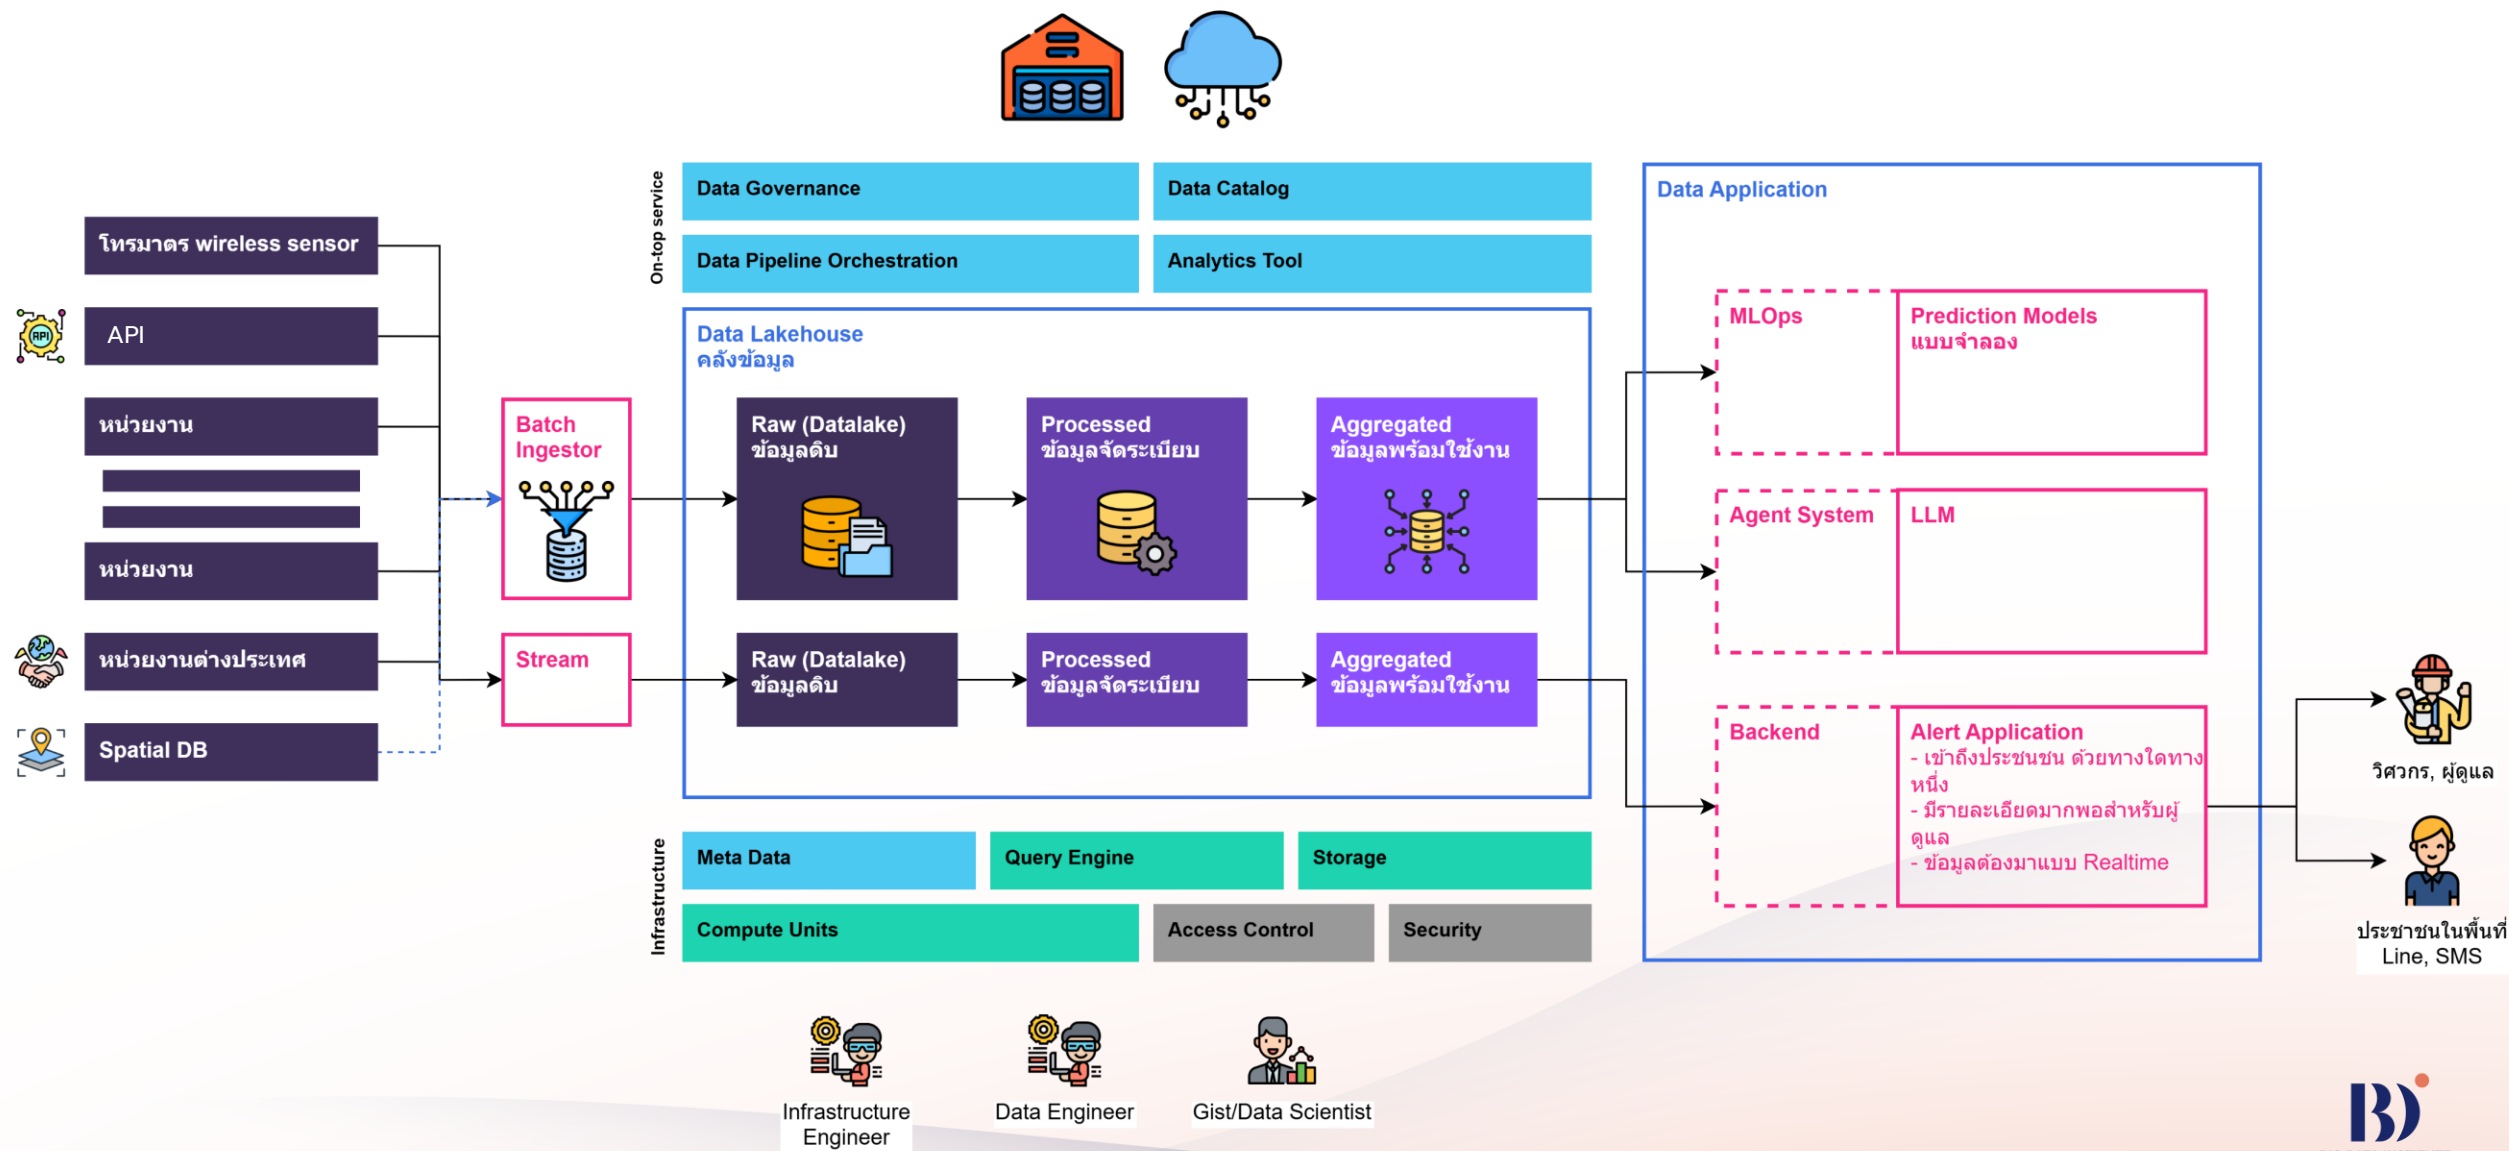 On-top service
Data Governance
Data Catalog
Data Pipeline Orchestration
Analytics Tool
โทรมาตร wireless sensor
API
API
หน่วยงาน
หน่วยงาน
หน่วยงานต่างประเทศ
Spatial DB
Batch
Ingestor
Stream
Data Lakehouse
คลังข้อมูล
Raw (Datalake)
ข้อมูลดิบ
Processed
ข้อมูลจัดระเบียบ
Aggregated
ข้อมูลพร้อมใช้งาน
Raw (Datalake)
ข้อมูลดิบ
Processed
ข้อมูลจัดระเบียบ
Aggregated
ข้อมูลพร้อมใช้งาน
Infrastructure
Meta Data
Query Engine
Storage
Compute Units
Access Control
Security
Data Application
MLOps
Prediction Models
แบบจำลอง
Agent System
LLM
Backend
Alert Application
- เข้าถึงประชนชน ด้วยทางใดทาง
หนึ่ง
- มีรายละเอียดมากพอสำหรับผู้
ดูแล
- ข้อมูลต้องมาแบบ Realtime
วิศวกร, ผู้ดูแล
ประชาชนในพื้นที่
Line, SMS
Infrastructure
Engineer
Data Engineer
Gist/Data Scientist